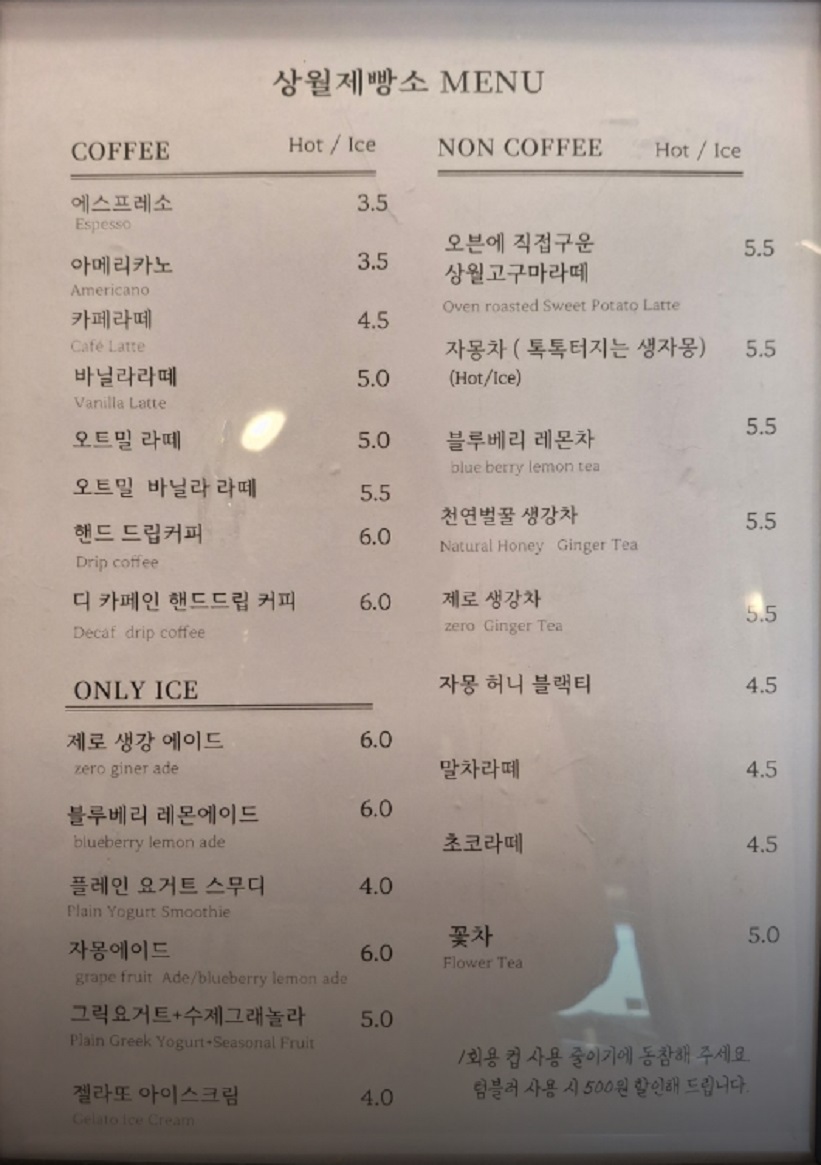 상월제빵소 MENU
COFFEE Hot / Ice
에스프레소 3.5
Espesso
아메리카노 3.5
Americano
카페라떼 4.5
Café Latte
바닐라라떼 5.0
Vanilla Latte
오트밀 라떼 5.0
오트밀 바닐라 라떼 5.5
핸드 드립커피 6.0
Drip coffee
디 카페인 핸드드립 커피 6.0
Decaf drip coffee
ONLY ICE
제로 생강 에이드 6.0
zero giner ade
블루베리 레몬에이드 6.0
blueberry lemon ade
플레인 요거트 스무디 4.0
Plain Yogurt Smoothie
자몽에이드 6.0
grape fruit Ade/blueberry lemon ade
그릭요거트+수제그래놀라 5.0
Plain Greek Yogurt+Seasonal Fruit
젤라또 아이스크림 4.0
Gelato Ice Cream
NON COFFEE Hot / Ice
오븐에 직접구운 5.5
상월고구마라떼
Oven roasted Sweet Potato Latte
자몽차 ( 톡톡터지는 생자몽) 5.5
(Hot/Ice)
블루베리 레몬차 5.5
blue berry lemon tea
천연벌꿀 생강차 5.5
Natural Honey Ginger Tea
제로 생강차 5.5
zero Ginger Tea
자몽 허니 블랙티 4.5
말차라떼 4.5
초코라떼 4.5
꽃차 5.0
Flower Tea
1회용 컵 사용 줄이기에 동참해 주세요
텀블러 사용 시 500원 할인해 드립니다.